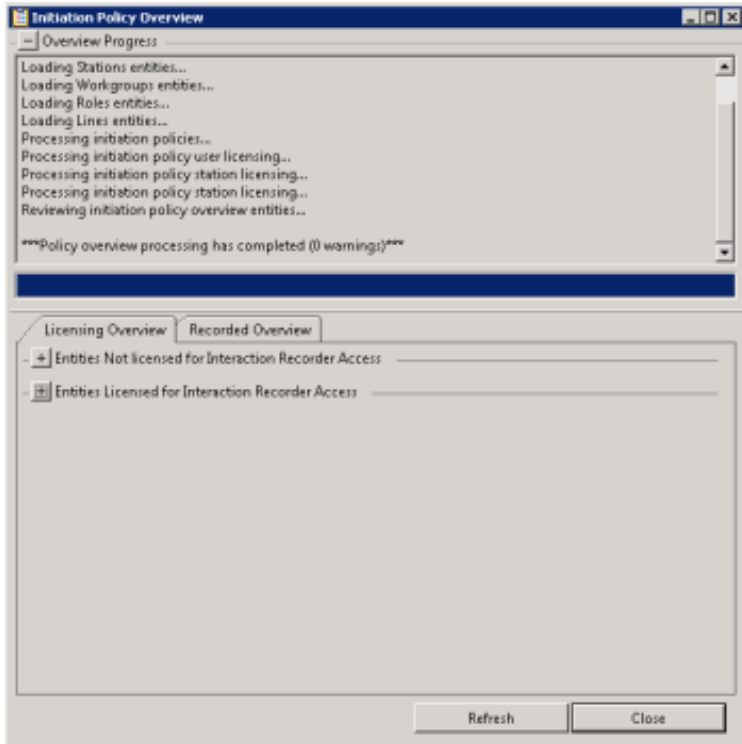 Initiation Policy Overview
Overview Progress
Loading Stations entities...
Loading Workgroups entities...
Loading Roles entities...
Loading Lines entities...
Processing initiation policies...
Processing initiation policy user licensing...
Processing initiation policy station licensing...
Processing initiation policy station licensing...
Reviewing initiation policy overview entities...
***Policy overview processing has completed (0 warnings)***
Licensing Overview Recorded Overview
Entities Not licensed for Interaction Recorder Access
Entities Licensed for Interaction Recorder Access
Refresh Close